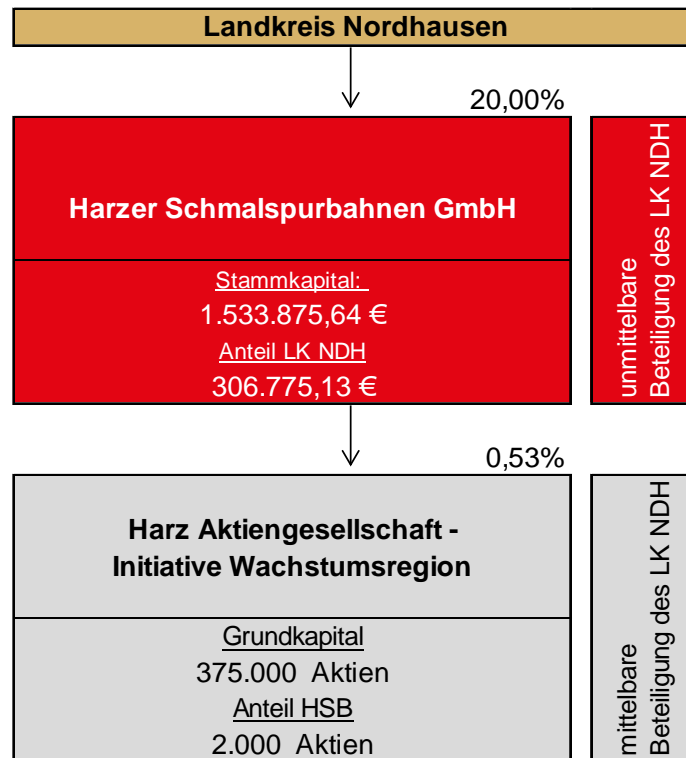 Landkreis Nordhausen
20,00%
Harzer Schmalspurbahnen GmbH
Stammkapital:
1.533.875,64 €
Anteil LK NDH
306.775,13 €
unmittelbare
Beteiligung des LK NDH
0,53%
Harz Aktiengesellschaft -
Initiative Wachstumsregion
Grundkapital
375.000 Aktien
Anteil HSB
2.000 Aktien
mittelbare
Beteiligung des LK NDH